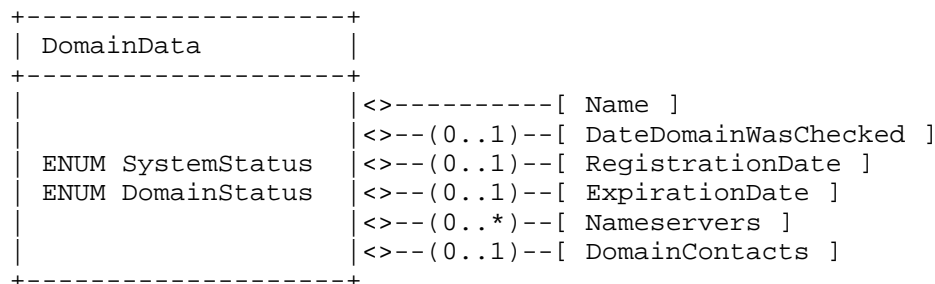 +---------------------+
| DomainData          |
+---------------------+
|                     |<>----------[ Name ]
|                     |<>--(0..1)--[ DateDomainWasChecked ]
| ENUM SystemStatus   |<>--(0..1)--[ RegistrationDate ]
| ENUM DomainStatus   |<>--(0..1)--[ ExpirationDate ]
|                     |<>--(0..*)--[ Nameservers ]
|                     |<>--(0..1)--[ DomainContacts ]
+---------------------+